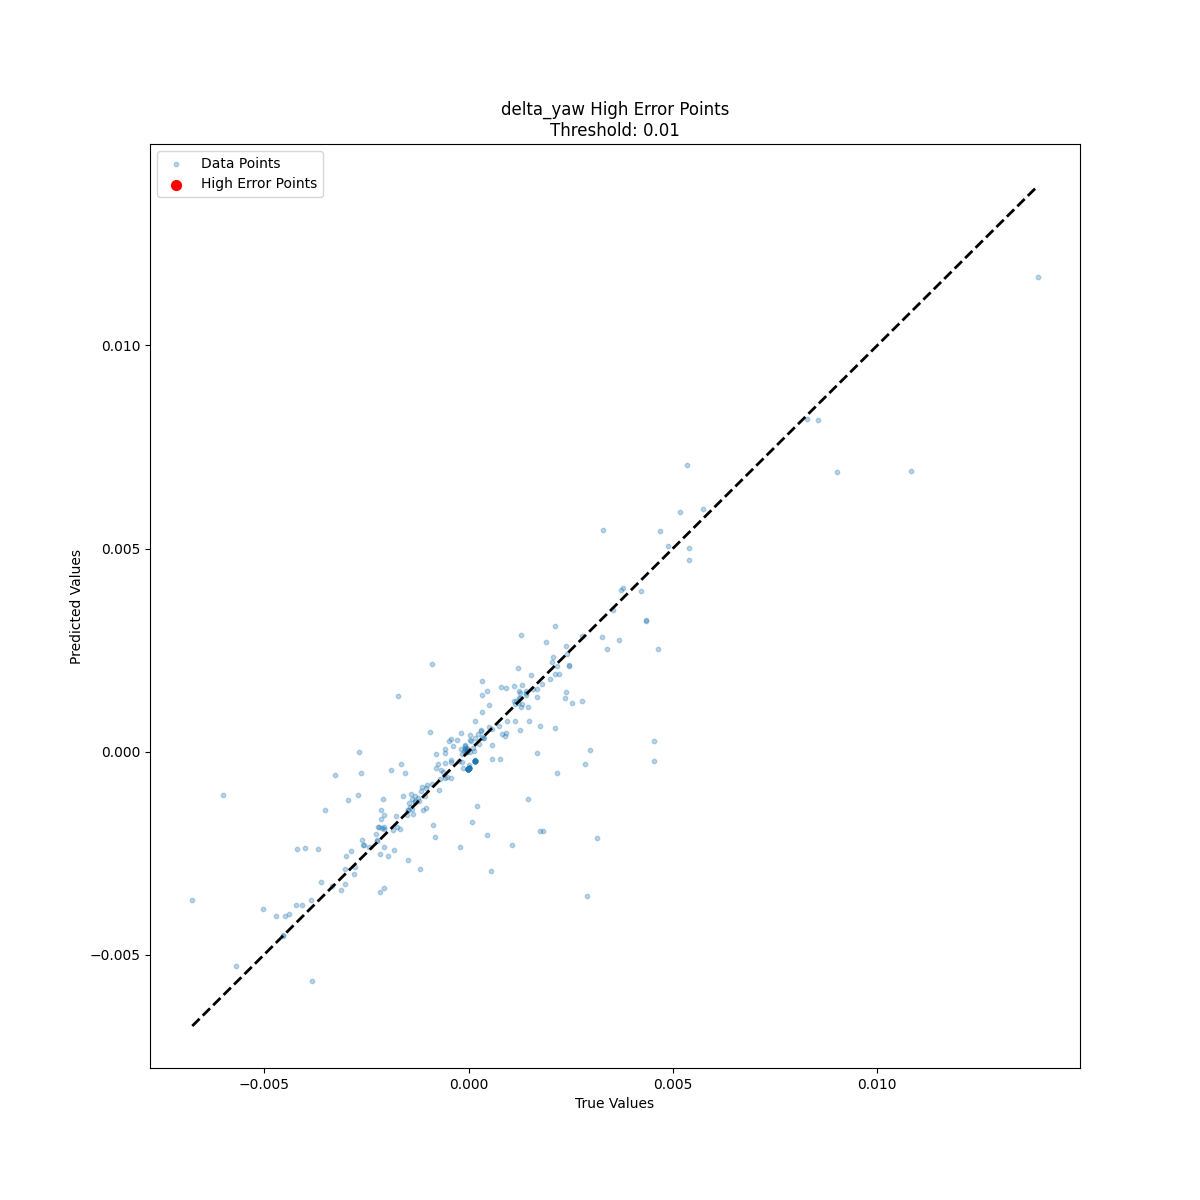 delta_yaw High Error Points
Threshold: 0.01
Data Points
High Error Points
0.010
0.005
0.000
−0.005
Predicted Values
−0.005
0.000
0.005
0.010
True Values